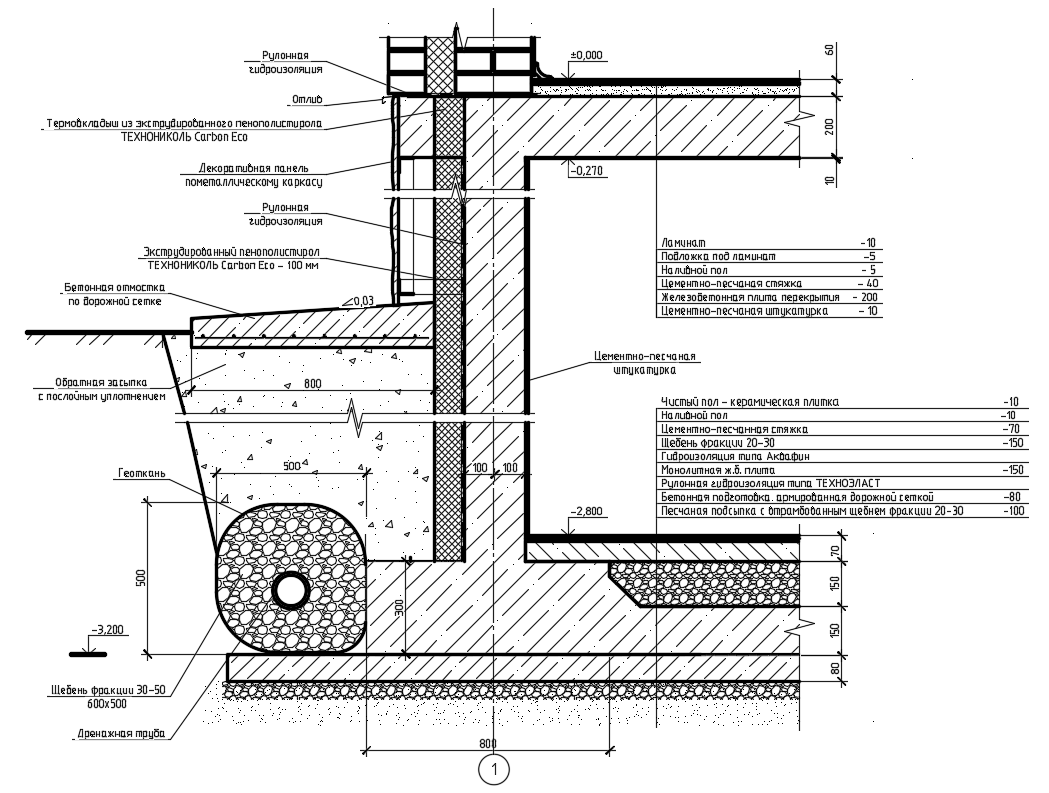 Рулонная
гидроизоляция
Отлив
Термовкладыш из экструдированного пенополистирола
ТЕХНОНИКОЛЬ Carbon Eco
Декоративная панель
пометаллическому каркасу
Рулонная
гидроизоляция
Экструдированный пенополистирол
ТЕХНОНИКОЛЬ Carbon Eco – 100 мм
Бетонная отмостка
по дорожной сетке
0,03
Обратная засыпка
с послойным уплотнением
800
500
Геоткань
500
300
-3,200
Щебень фракции 30-50
600х500
Дренажная труба
100
100
800
1
±0,000
60
200
-0,270
10
Ламинат -10
Подложка под ламинат -5
Наливной пол - 5
Цементно-песчаная стяжка - 40
Железобетонная плита перекрытия - 200
Цементно-песчаная штукатурка - 10
Цементно-песчаная
штукатурка
Чистый пол - керамическая плитка -10
Наливной пол -10
Цементно-песчанная стяжка -70
Щебень фракции 20-30 -150
Гидроизоляция типа Аквафин
Монолитная ж.б. плита -150
Рулонная гидроизоляция типа ТЕХНОЭЛАСТ
Бетонная подготовка. армированная дорожной сеткой -80
Песчаная подсыпка с втрамбованным щебнем фракции 20-30 -100
-2,800
70
150
150
80